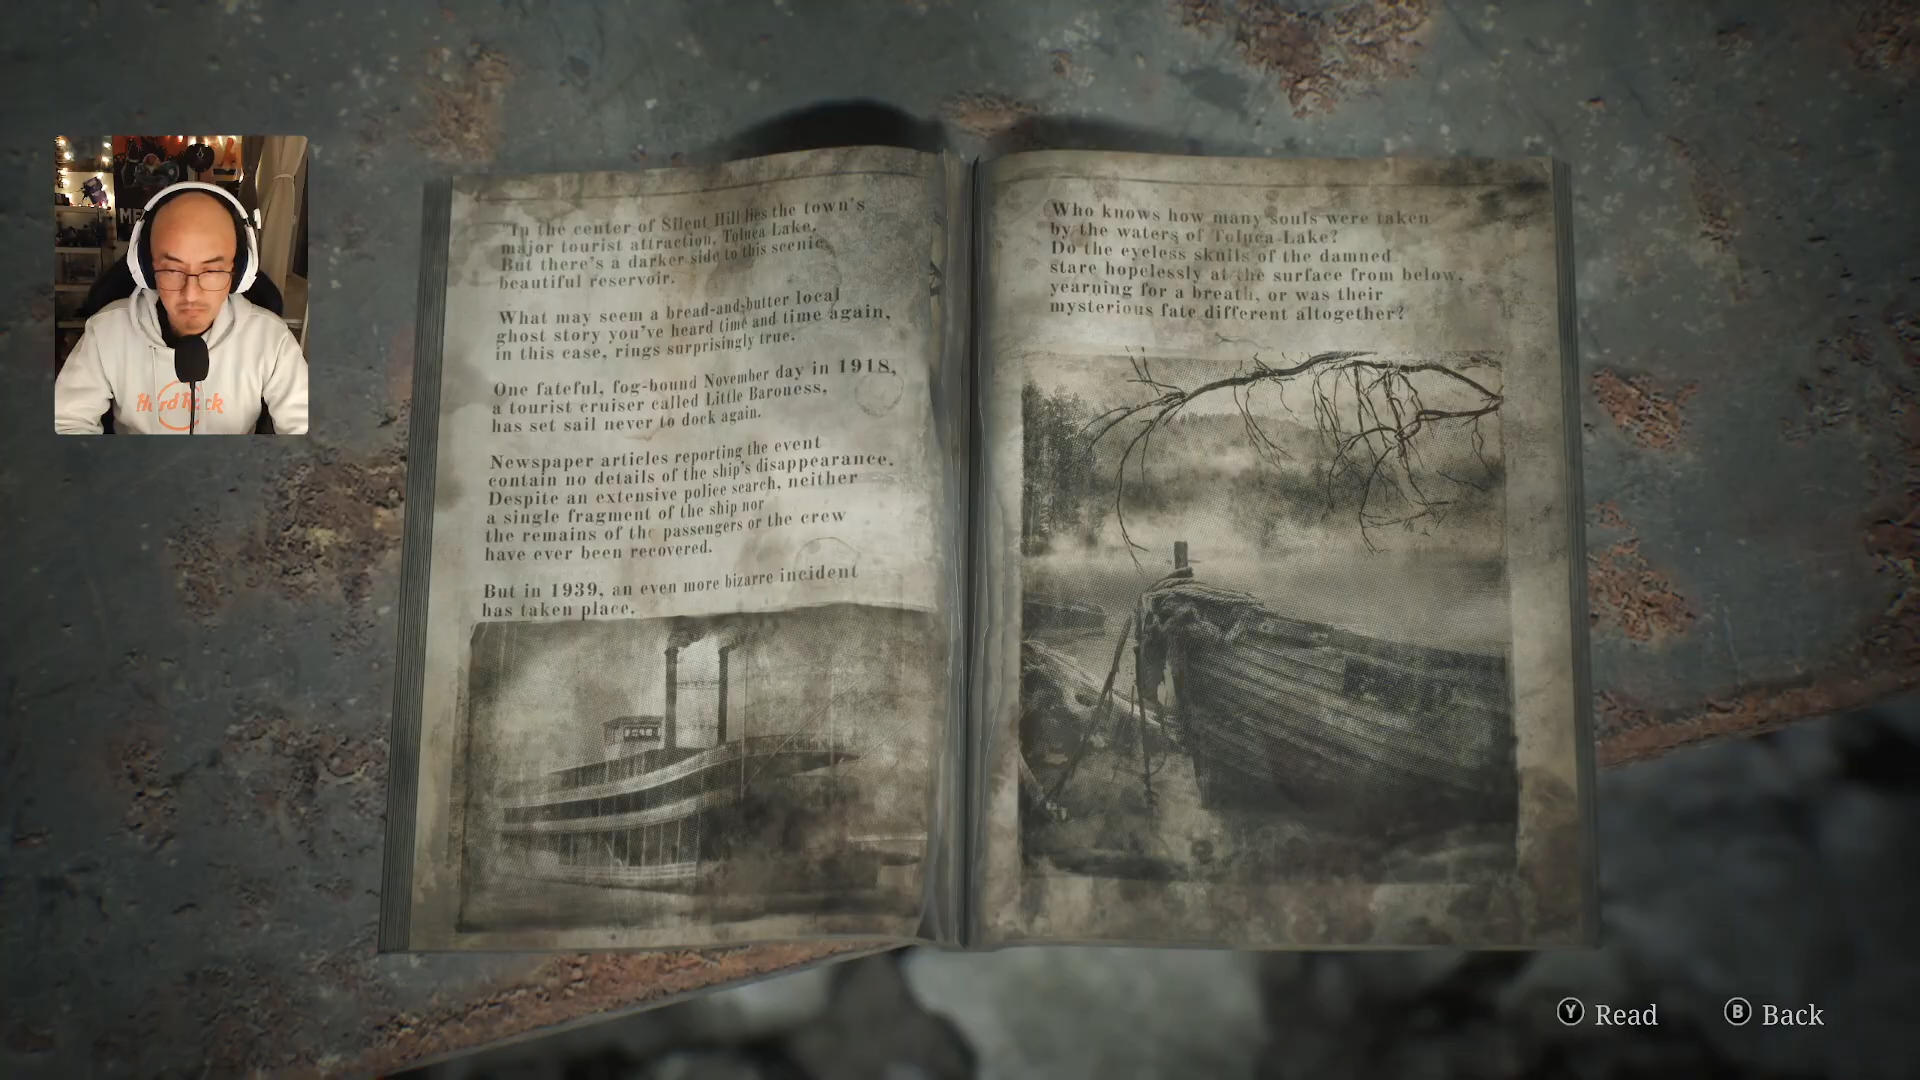 "In the center of Silent Hill lies the town's
major tourist attraction, Toluca Lake.
But there's a darker side to this scenic
beautiful reservoir.
What may seem a bread-and-butter local
ghost story you've heard time and time again,
in this case, rings surprisingly true.
One fateful, fog-bound November day in 1918,
a tourist cruiser called Little Baroness,
has set sail never to dock again.
Newspaper articles reporting the event
contain no details of the ship's disappearance.
Despite an extensive police search, neither
a single fragment of the ship nor
the remains of the passengers or the crew
have ever been recovered.
But in 1939, an even more bizarre incident
has taken place.
Who knows how many souls were taken
by the waters of Toluca Lake?
Do the eyeless skulls of the damned
stare hopelessly at the surface from below,
yearning for a breath, or was their
mysterious fate different altogether?
ME
Hard Rock
Y Read
B Back